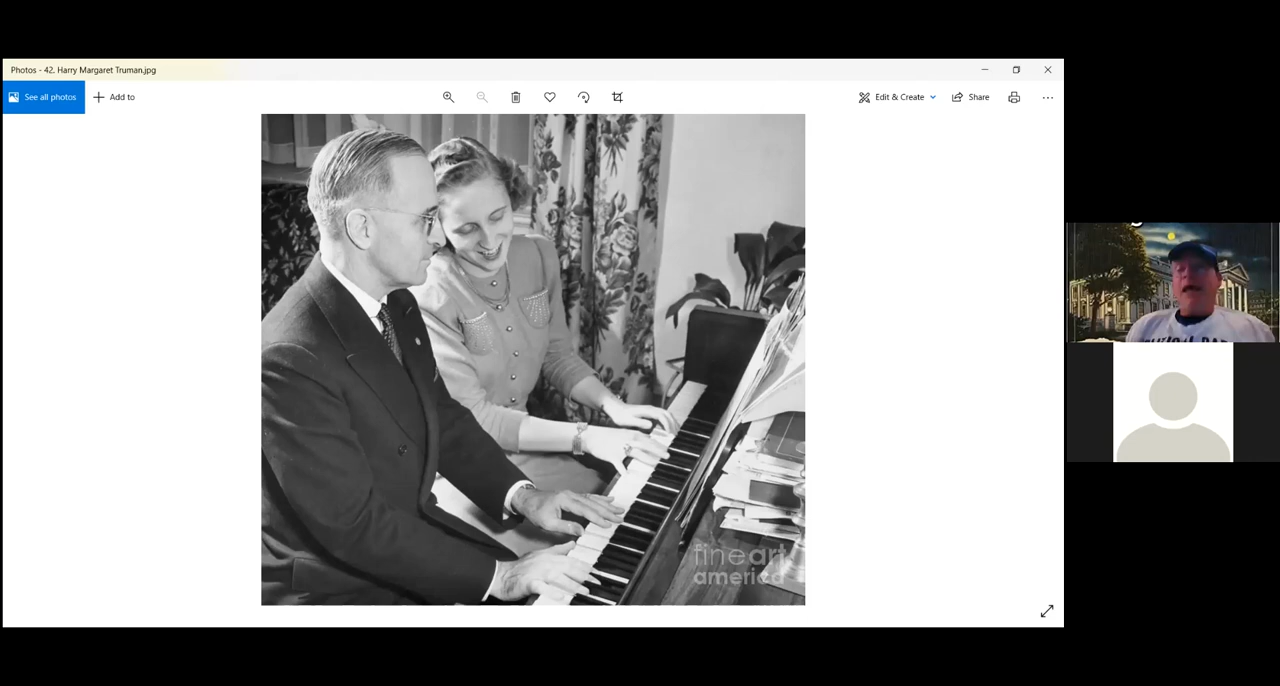 Photos - 42. Harry Margaret Truman.jpg
See all photos
Add to
Edit & Create
Share
fineart
america